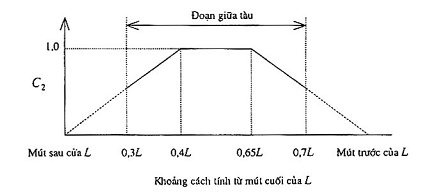 Đoạn giữa tàu
1,0
C₂
Mút sau của L 0,3L 0,4L 0,65L 0,7L Mút trước của L
Khoảng cách tính từ mút cuối của L